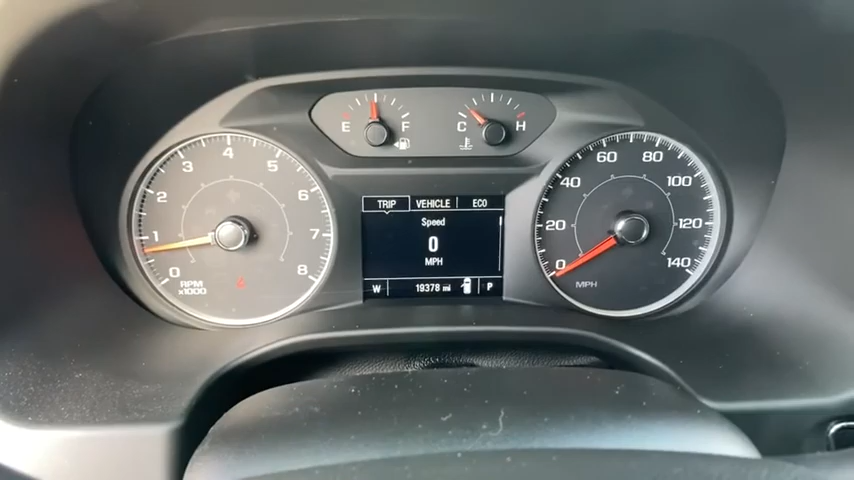 E F
C H
0 1 2 3 4 5 6 7 8
RPM
x1000
TRIP VEHICLE ECO
Speed
0
MPH
W 19378 mi P
0 20 40 60 80 100 120 140
MPH